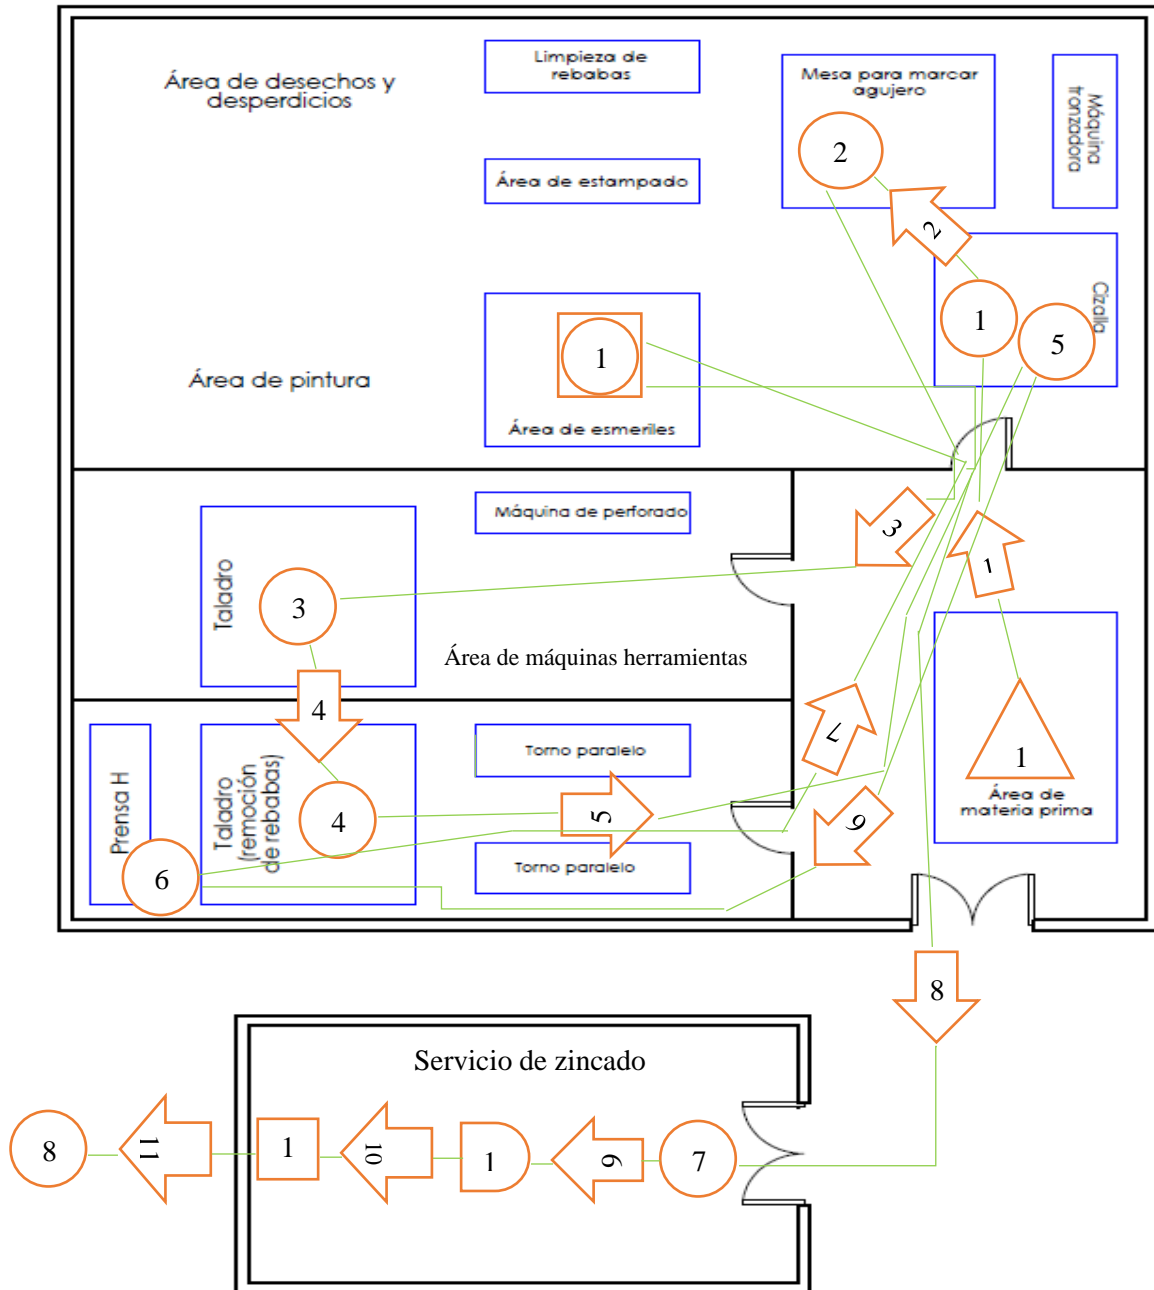 Limpieza de
rebabas
Mesa para marcar
agujero
Área de desechos y
desperdicios
Máquina
tronzadora
2
Área de estampado
2
Cizalla
1
5
1
Área de pintura
Área de esmeriles
Máquina de perforado
3
1
Taladro
3
Área de máquinas herramientas
4
7
1
Área de
materia prima
Prensa H
Taladro
(remoción
de rebabas)
Torno paralelo
5
4
6
Torno paralelo
6
8
Servicio de zincado
8
11
1
10
1
9
7